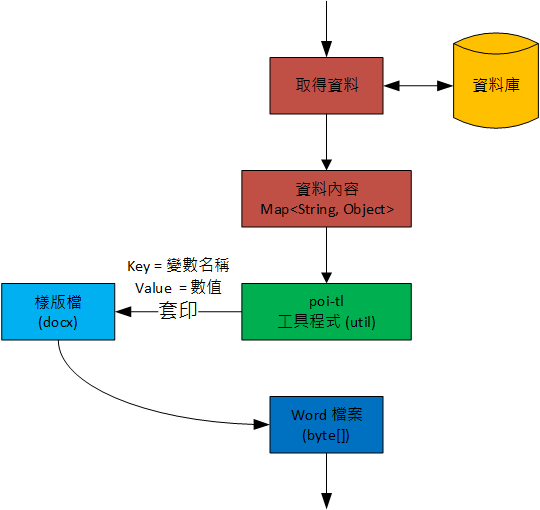 取得資料
資料庫
資料內容
Map<String, Object>
Key = 變數名稱
Value = 數值
套印
樣版檔
(docx)
poi-tl
工具程式 (util)
Word 檔案
(byte[])